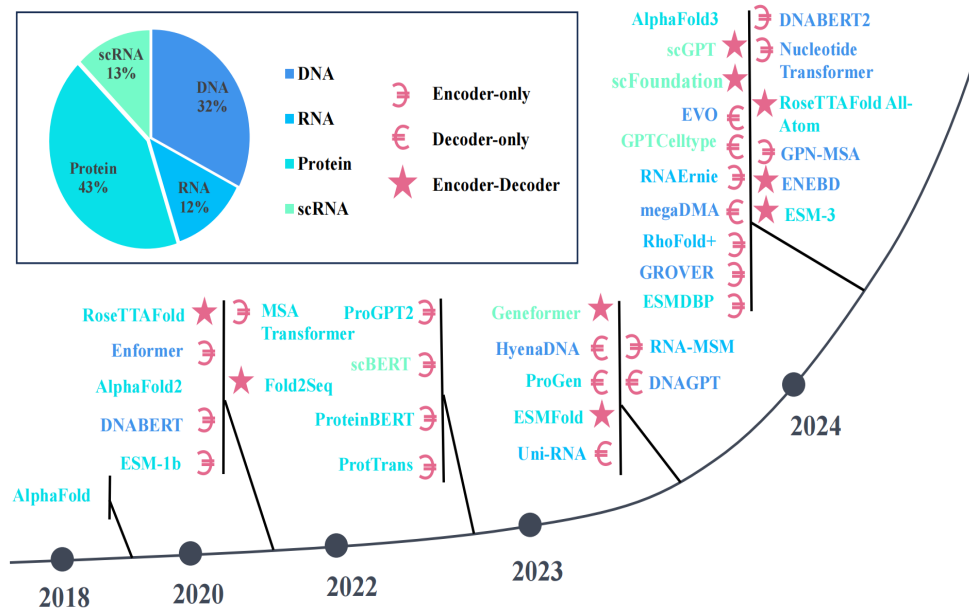 scRNA
13%
DNA
32%
Protein
43%
RNA
12%
DNA
RNA
Protein
scRNA
Encoder-only
Decoder-only
Encoder-Decoder
AlphaFold3
DNABERT2
scGPT
Nucleotide
Transformer
scFoundation
RoseTTAFold All-
Atom
EVO
GPTCelltype
GPN-MSA
RNAErnie
ENEBD
megaDMA
ESM-3
RhoFold+
GROVER
ESMDBP
RoseTTAFold
MSA
Transformer
Enformer
AlphaFold2
Fold2Seq
DNABERT
ESM-1b
AlphaFold
ProGPT2
scBERT
ProteinBERT
ProtTrans
Geneformer
HyenaDNA
RNA-MSM
ProGen
DNAGPT
ESMFold
Uni-RNA
2018
2020
2022
2023
2024